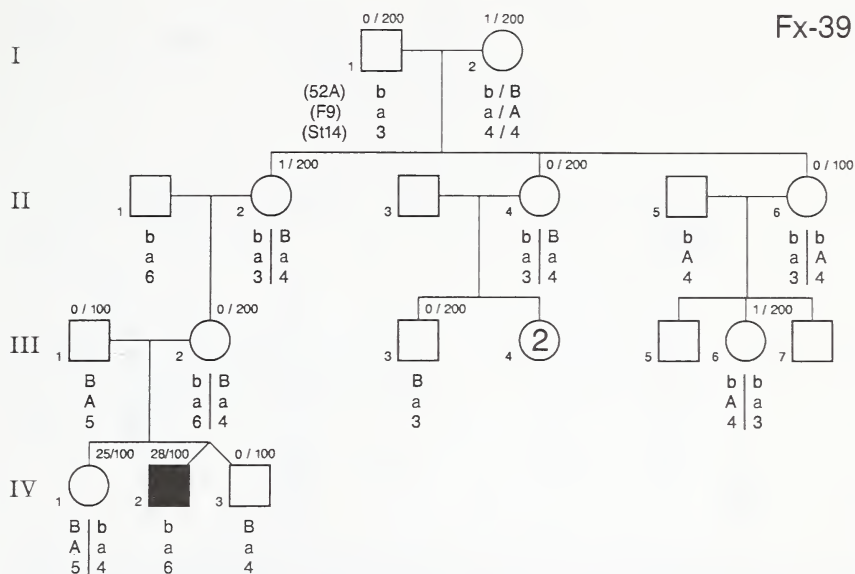 Fx-39
0 / 200 1 / 200
I
1 2
(52A) b b / B
(F9) a a / A
(St14) 3 4 / 4
1 / 200 0 / 200 0 / 100
II
1 2 3 4 5 6
b b | B b | B b b | b
a a | a a | a A a | A
6 3 | 4 3 | 4 4 3 | 4
0 / 100 0 / 200 0 / 200 1 / 200
III
1 2 3 4 2 5 6 7
B b | B B b | b
A a | a a A | a
5 6 | 4 3 4 | 3
25/100 28/100 0 / 100
IV
1 2 3
B | b b B
A | a a a
5 | 4 6 4